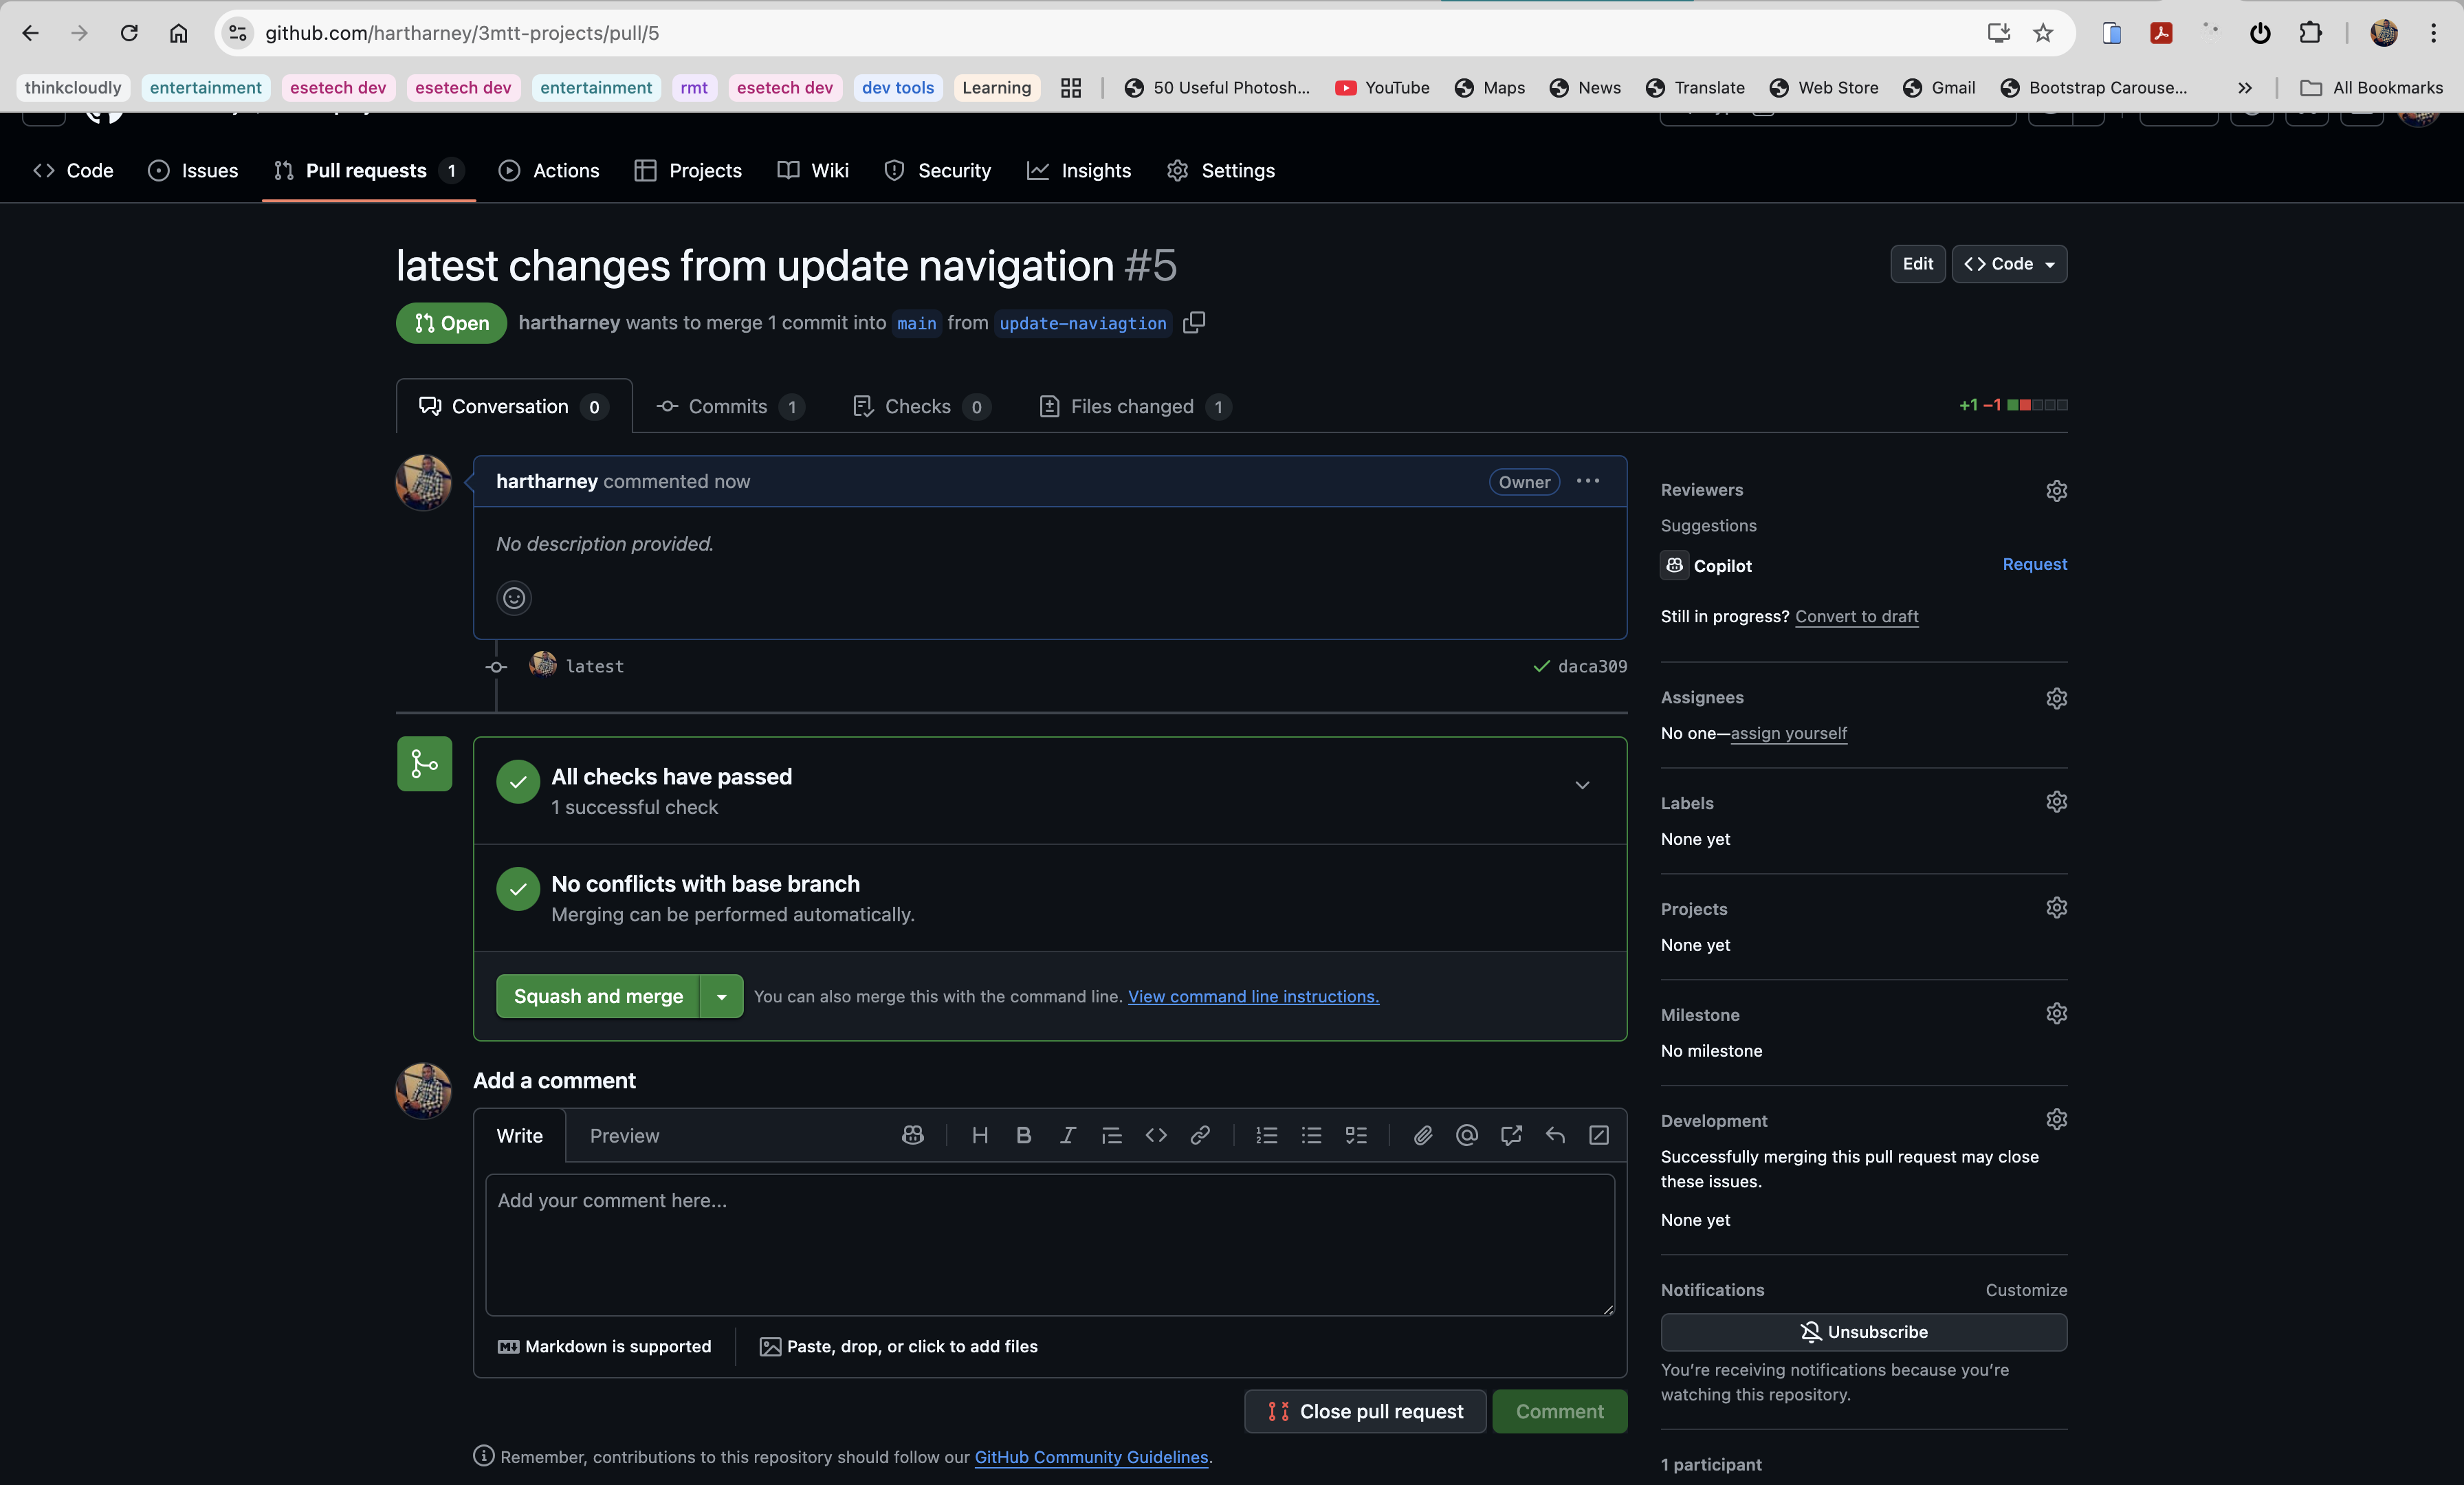 github.com/hartharney/3mtt-projects/pull/5
thinkcloudly entertainment esetech dev esetech dev entertainment rmt esetech dev dev tools Learning 50 Useful Photosh... YouTube Maps News Translate Web Store Gmail Bootstrap Carouse... All Bookmarks
Code Issues Pull requests 1 Actions Projects Wiki Security Insights Settings
latest changes from update navigation #5
Edit Code
Open hartharney wants to merge 1 commit into main from update-naviagtion
Conversation 0 Commits 1 Checks 0 Files changed 1 +1 −1
hartharney commented now Owner
No description provided.
latest daca309
All checks have passed
1 successful check
No conflicts with base branch
Merging can be performed automatically.
Squash and merge You can also merge this with the command line. View command line instructions.
Add a comment
Write Preview
Add your comment here...
Markdown is supported Paste, drop, or click to add files
Close pull request Comment
Remember, contributions to this repository should follow our GitHub Community Guidelines.
Reviewers
Suggestions
Copilot Request
Still in progress? Convert to draft
Assignees
No one—assign yourself
Labels
None yet
Projects
None yet
Milestone
No milestone
Development
Successfully merging this pull request may close
these issues.
None yet
Notifications Customize
Unsubscribe
You're receiving notifications because you're
watching this repository.
1 participant